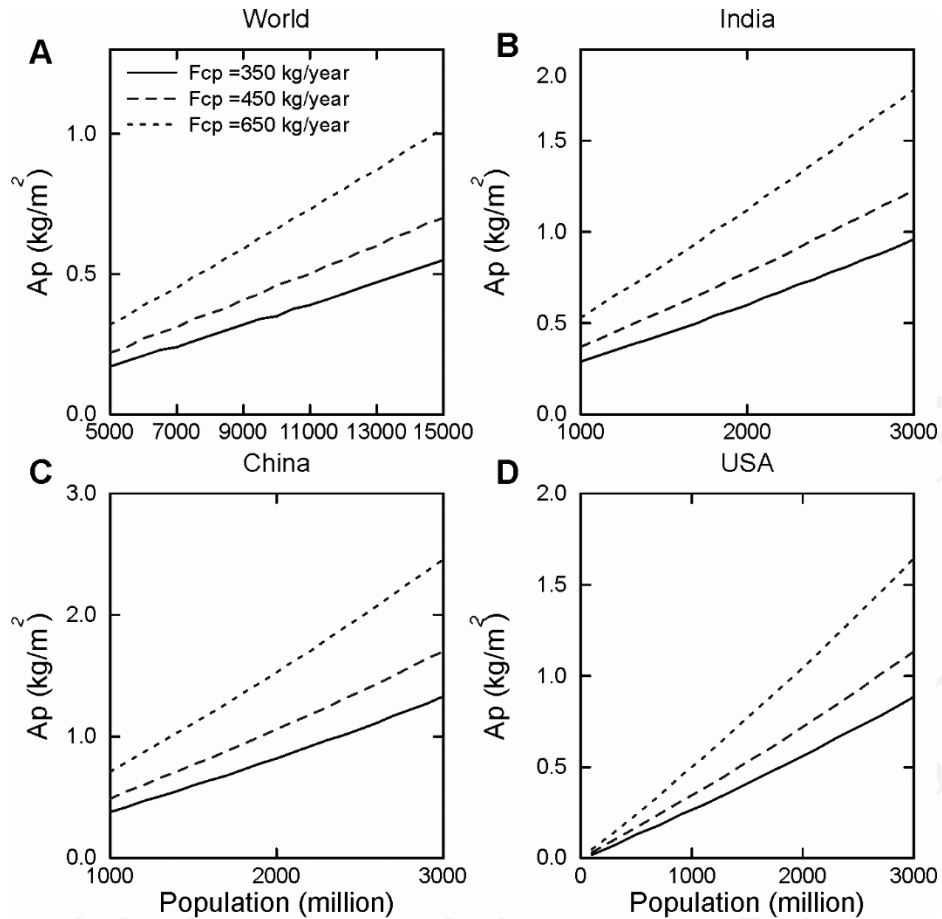 World
A
Fcp =350 kg/year
Fcp =450 kg/year
Fcp =650 kg/year
1.0
0.5
0.0
Ap (kg/m²)
5000 7000 9000 11000 13000 15000
India
B
2.0
1.5
1.0
0.5
0.0
Ap (kg/m²)
1000 2000 3000
China
C
3.0
2.0
1.0
0.0
Ap (kg/m²)
1000 2000 3000
Population (million)
USA
D
2.0
1.5
1.0
0.5
0.0
Ap (kg/m²)
0 1000 2000 3000
Population (million)